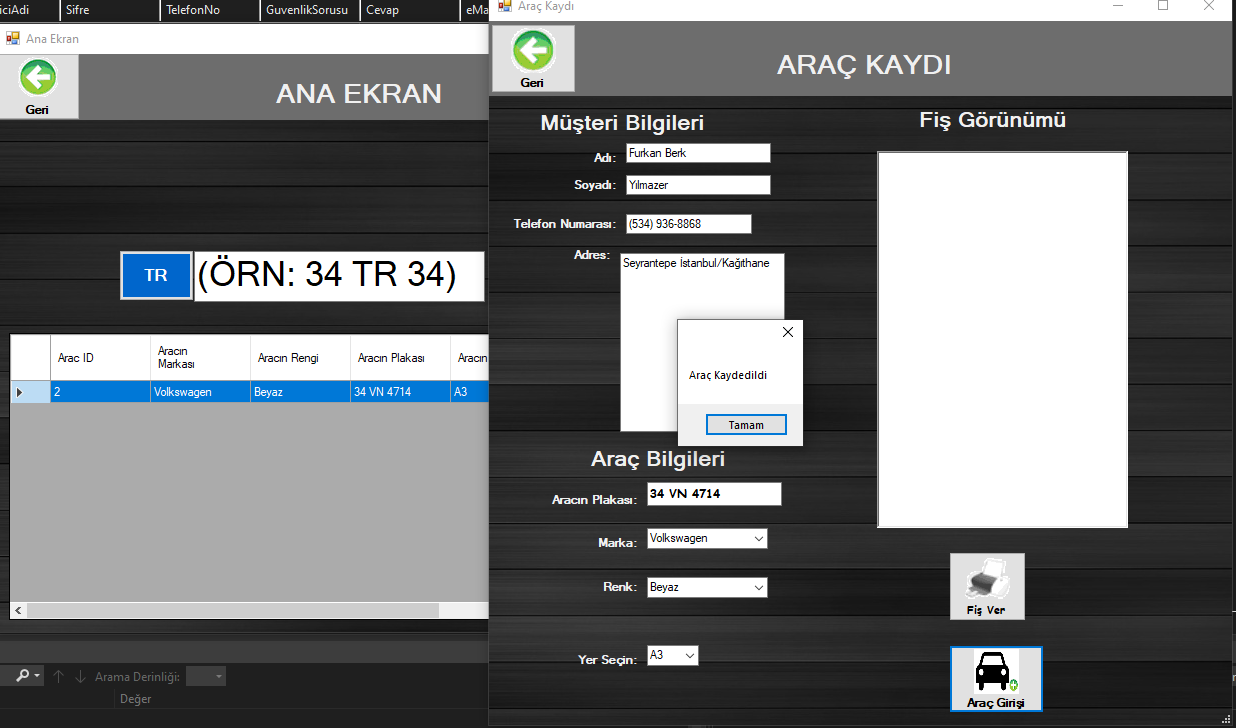 iciAdi
Sifre
TelefonNo
GuvenlikSorusu
Cevap
eMa
Ana Ekran
Geri
ANA EKRAN
TR
(ÖRN: 34 TR 34)
Arac ID
Aracın Markası
Aracın Rengi
Aracın Plakası
Aracın
2
Volkswagen
Beyaz
34 VN 4714
A3
Arama Derinliği:
Değer
Araç Kaydı
Geri
ARAÇ KAYDI
Müşteri Bilgileri
Adı:
Furkan Berk
Soyadı:
Yılmazer
Telefon Numarası:
(534) 936-8868
Adres:
Seyrantepe İstanbul/Kağıthane
Araç Kaydedildi
Tamam
Araç Bilgileri
Aracın Plakası:
34 VN 4714
Marka:
Volkswagen
Renk:
Beyaz
Yer Seçin:
A3
Fiş Görünümü
Fiş Ver
Araç Girişi